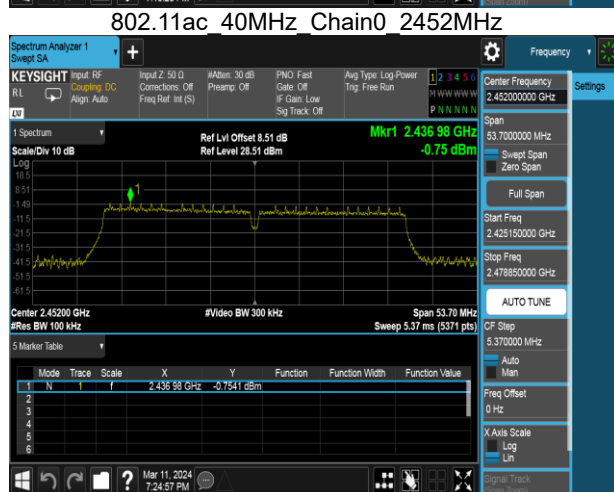 802.11ac_40MHz_Chain0_2452MHz
Spectrum Analyzer 1
Swept SA
Frequency
KEYSIGHT
RL
Input: RF
Coupling: DC
Align: Auto
Input Z: 50 Ω
Corrections: Off
Freq Ref: Int (S)
#Atten: 30 dB
Preamp: Off
PNO: Fast
Gate: Off
IF Gain: Low
Sig Track: Off
Avg Type: Log-Power
Trig: Free Run
1 2 3 4 5 6
M W W W W W
P N N N N N
Center Frequency
2.452000000 GHz
Settings
1 Spectrum
Scale/Div 10 dB
Ref Lvl Offset 8.51 dB
Ref Level 28.51 dBm
Mkr1 2.436 98 GHz
-0.75 dBm
Span
53.7000000 MHz
Swept Span
Zero Span
Log
18.5
8.51
-1.49
-11.5
-21.5
-31.5
-41.5
-51.5
-61.5
1
Full Span
Start Freq
2.425150000 GHz
Stop Freq
2.478850000 GHz
AUTO TUNE
Center 2.45200 GHz
#Res BW 100 kHz
#Video BW 300 kHz
Span 53.70 MHz
Sweep 5.37 ms (5371 pts)
CF Step
5.370000 MHz
Auto
Man
5 Marker Table
Mode Trace Scale X Y Function Function Width Function Value
1 N 1 f 2.436 98 GHz -0.7541 dBm
2
3
4
5
6
Freq Offset
0 Hz
X Axis Scale
Log
Lin
Signal Track
(Span Zoom)
Mar 11, 2024
7:24:57 PM